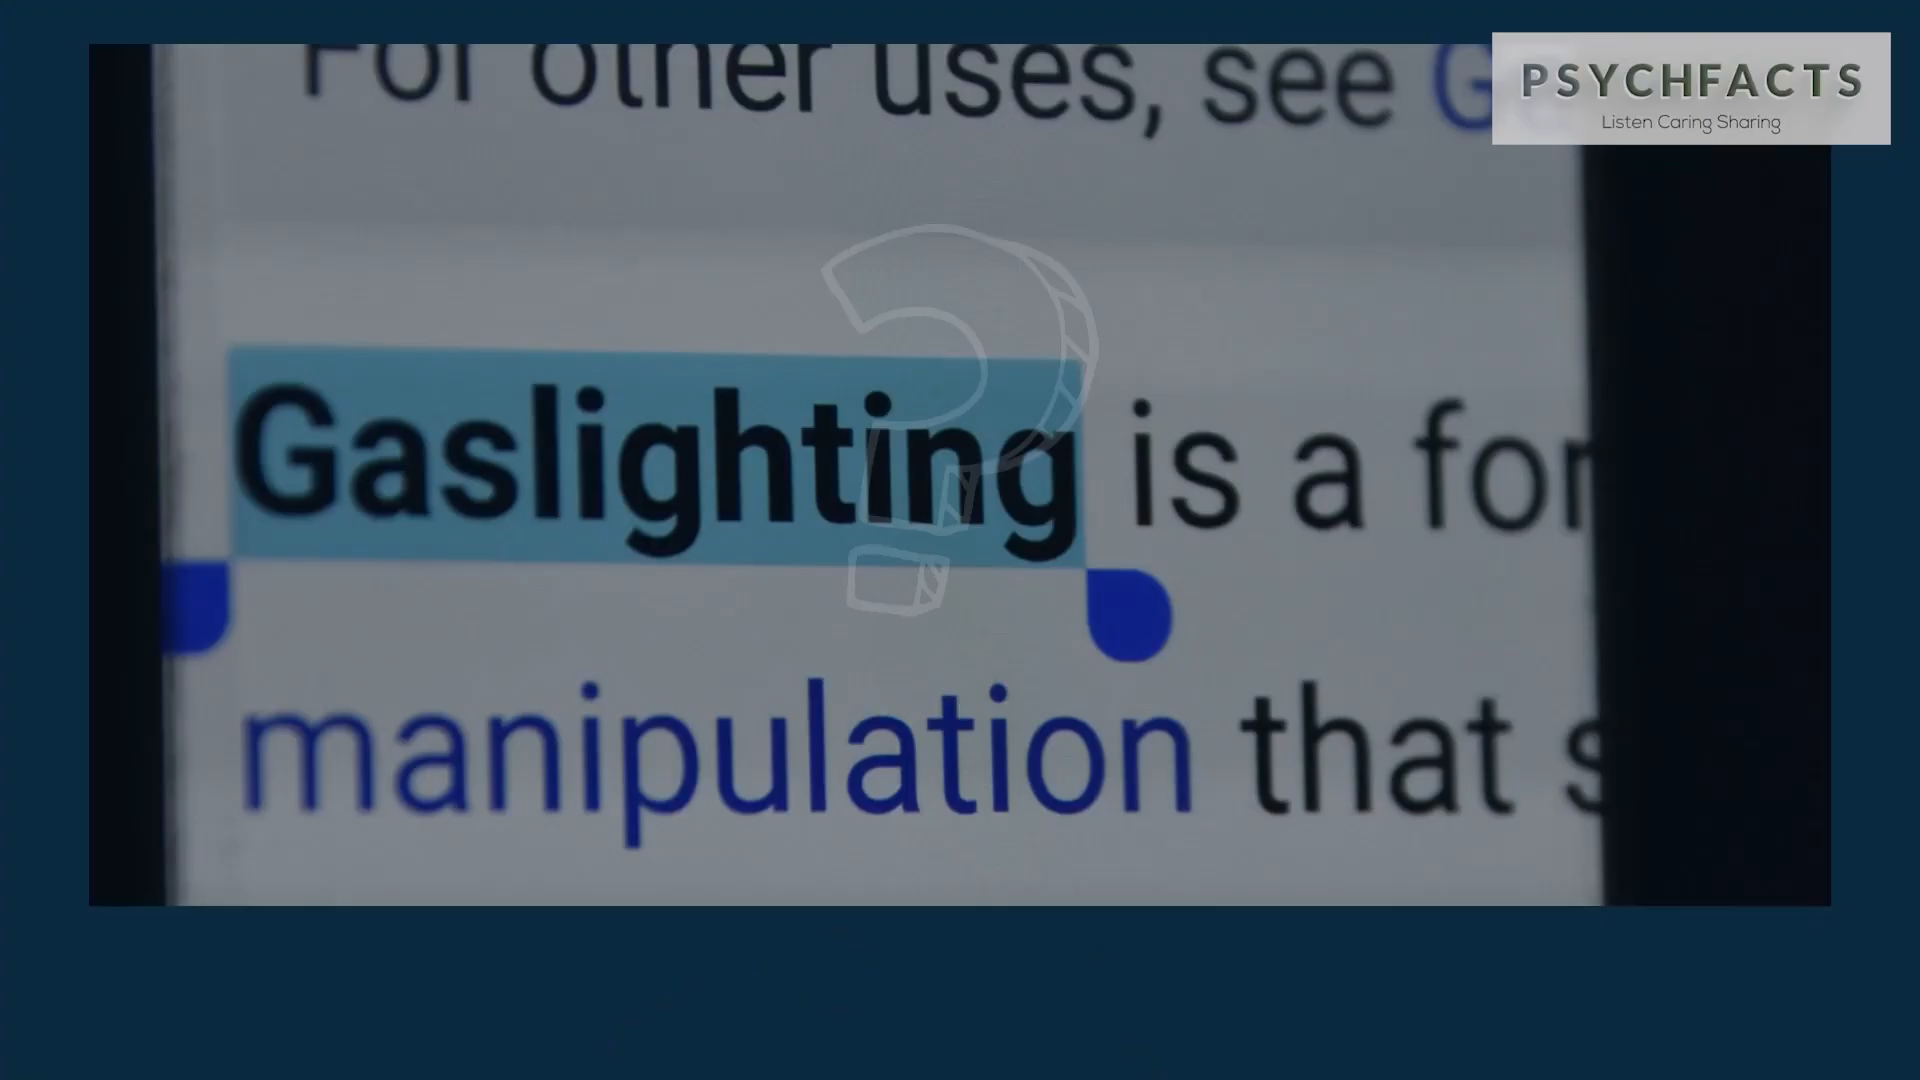 For other uses, see
PSYCHFACTS
Listen Caring Sharing
Gaslighting is a
manipulation that